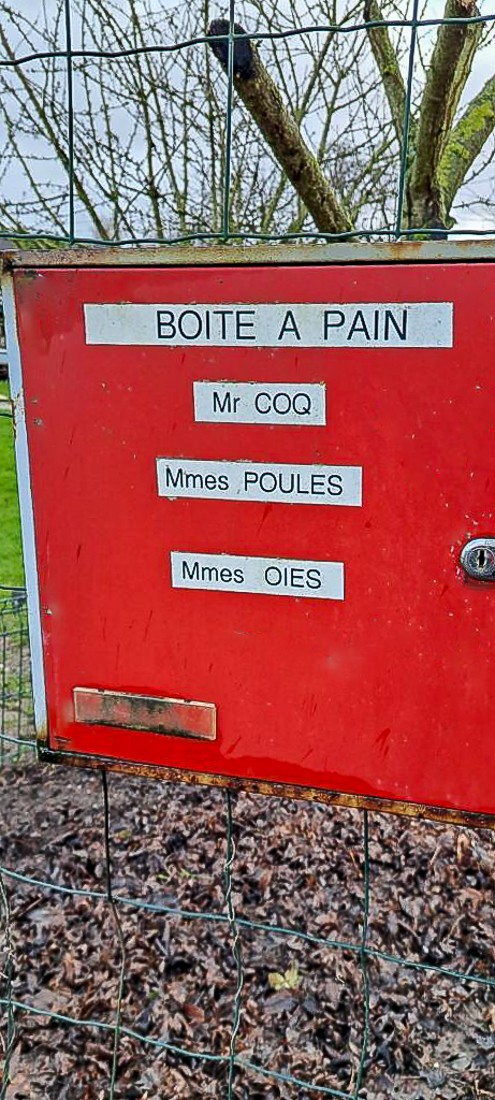 BOITE A PAIN
Mr COQ
Mmes POULES
Mmes OIES